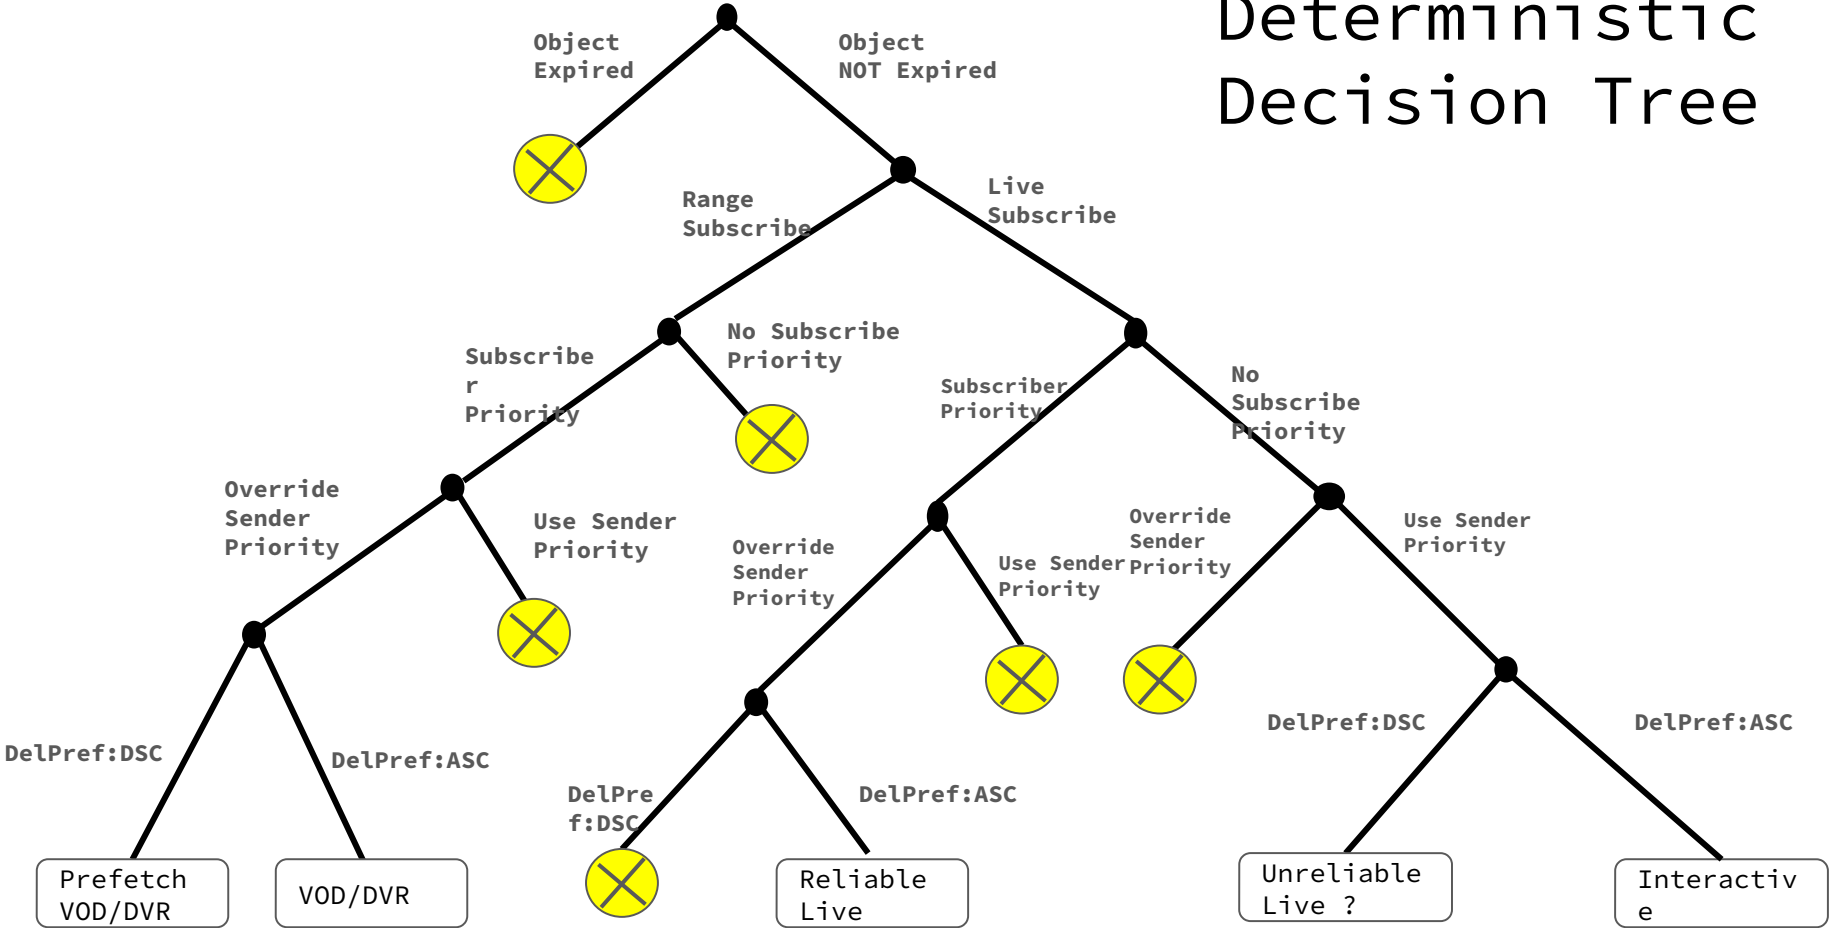 Deterministic
Decision Tree
Object
Expired
Object
NOT Expired
Range
Subscribe
Live
Subscribe
Subscribe
r
Priority
No Subscribe
Priority
Subscriber
Priority
No
Subscribe
Priority
Override
Sender
Priority
Use Sender
Priority
Override
Sender
Priority
Use Sender
Priority
Override
Sender
Priority
Use Sender
Priority
DelPref:DSC
DelPref:ASC
DelPre
f:DSC
DelPref:ASC
DelPref:DSC
DelPref:ASC
Prefetch
VOD/DVR
VOD/DVR
Reliable
Live
Unreliable
Live ?
Interactiv
e